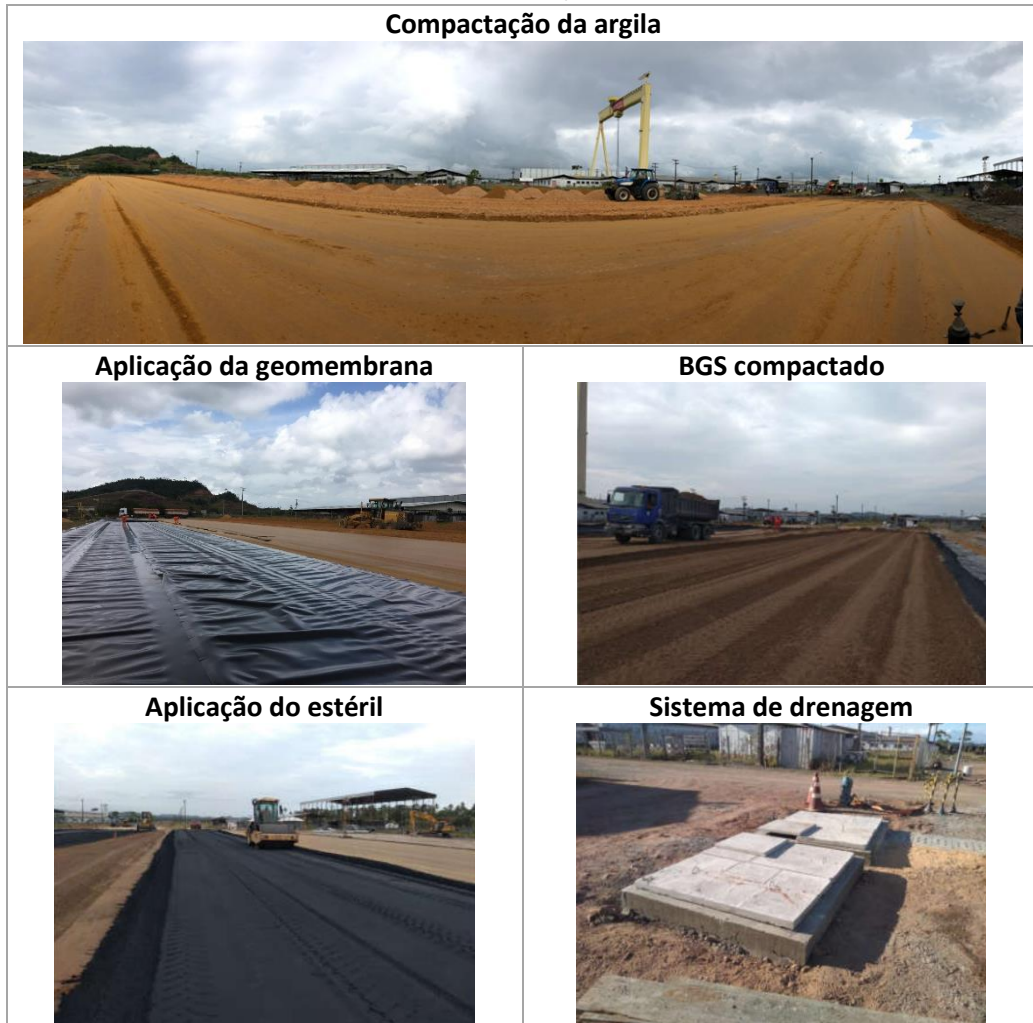 Compactação da argila
Aplicação da geomembrana
BGS compactado
Aplicação do estéril
Sistema de drenagem